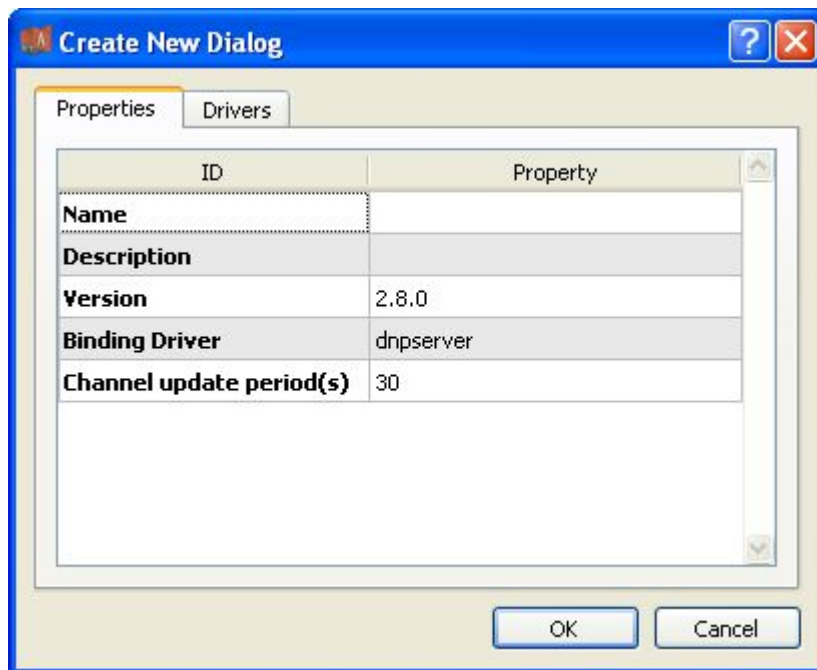 Create New Dialog
Properties Drivers
ID Property
Name
Description
Version 2.8.0
Binding Driver dnpserver
Channel update period(s) 30
OK Cancel